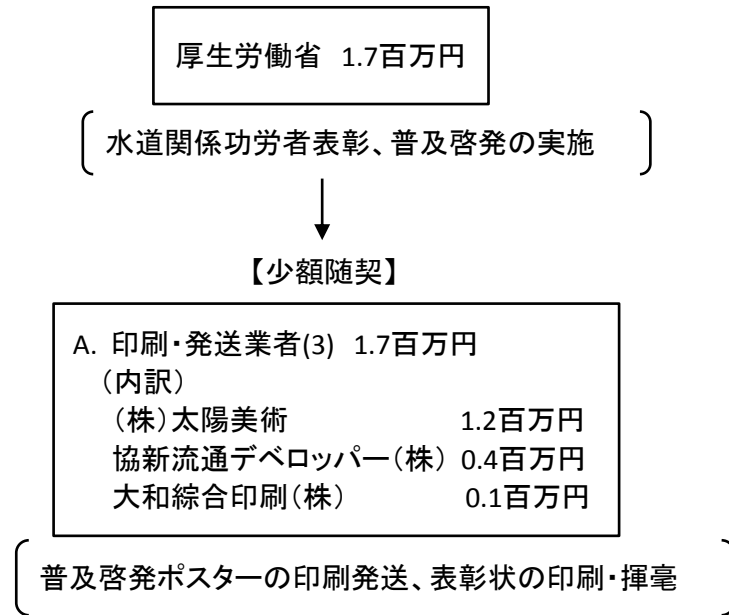 厚生労働省 1.7百万円
水道関係功労者表彰、普及啓発の実施
【少額随契】
A. 印刷・発送業者(3) 1.7百万円
（内訳）
（株）太陽美術 1.2百万円
協新流通デベロッパー（株） 0.4百万円
大和綜合印刷（株） 0.1百万円
普及啓発ポスターの印刷発送、表彰状の印刷・揮毫